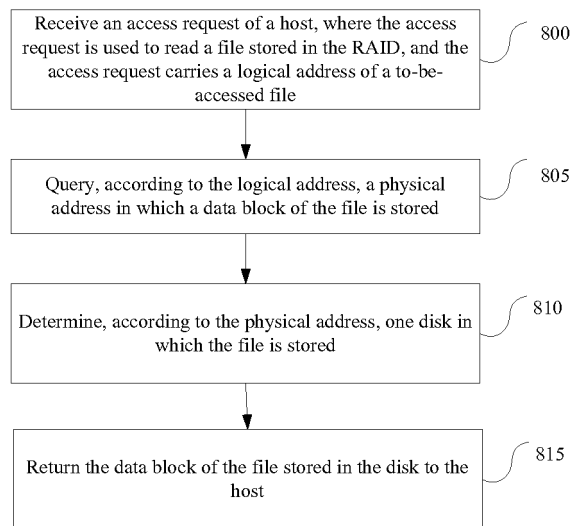 Receive an access request of a host, where the access
request is used to read a file stored in the RAID, and the
access request carries a logical address of a to-be-
accessed file
800
Query, according to the logical address, a physical
address in which a data block of the file is stored
805
Determine, according to the physical address, one disk in
which the file is stored
810
Return the data block of the file stored in the disk to the
host
815